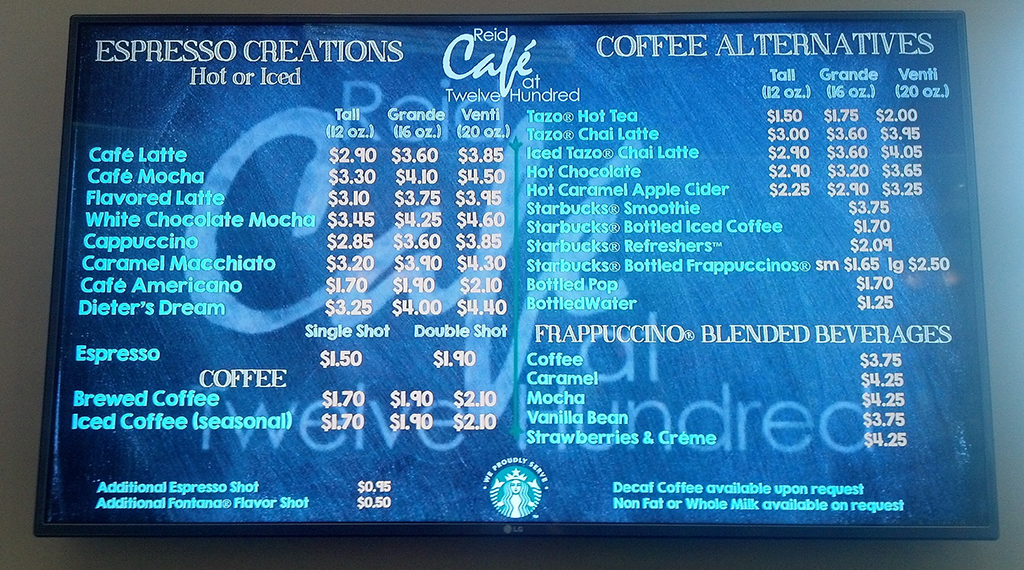 Reid
Café
at
Twelve Hundred
ESPRESSO CREATIONS
Hot or Iced
Tall Grande Venti
(12 oz.) (16 oz.) (20 oz.)
Café Latte $2.90 $3.60 $3.85
Café Mocha $3.30 $4.10 $4.50
Flavored Latte $3.10 $3.75 $3.95
White Chocolate Mocha $3.45 $4.25 $4.60
Cappuccino $2.85 $3.60 $3.85
Caramel Macchiato $3.20 $3.90 $4.30
Café Americano $1.70 $1.90 $2.10
Dieter's Dream $3.25 $4.00 $4.40
Single Shot Double Shot
Espresso $1.50 $1.90
COFFEE
Brewed Coffee $1.70 $1.90 $2.10
Iced Coffee (seasonal) $1.70 $1.90 $2.10
Additional Espresso Shot $0.95
Additional Fontana® Flavor Shot $0.50
COFFEE ALTERNATIVES
Tall Grande Venti
(12 oz.) (16 oz.) (20 oz.)
Tazo® Hot Tea $1.50 $1.75 $2.00
Tazo® Chai Latte $3.00 $3.60 $3.95
Iced Tazo® Chai Latte $2.90 $3.60 $4.05
Hot Chocolate $2.90 $3.20 $3.65
Hot Caramel Apple Cider $2.25 $2.90 $3.25
Starbucks® Smoothie $3.75
Starbucks® Bottled Iced Coffee $1.70
Starbucks® Refreshers™ $2.09
Starbucks® Bottled Frappuccinos® sm $1.65 lg $2.50
Bottled Pop $1.70
BottledWater $1.25
FRAPPUCCINO® BLENDED BEVERAGES
Coffee $3.75
Caramel $4.25
Mocha $4.25
Vanilla Bean $3.75
Strawberries & Créme $4.25
WE PROUDLY SERVE
Decaf Coffee available upon request
Non Fat or Whole Milk available on request
LG